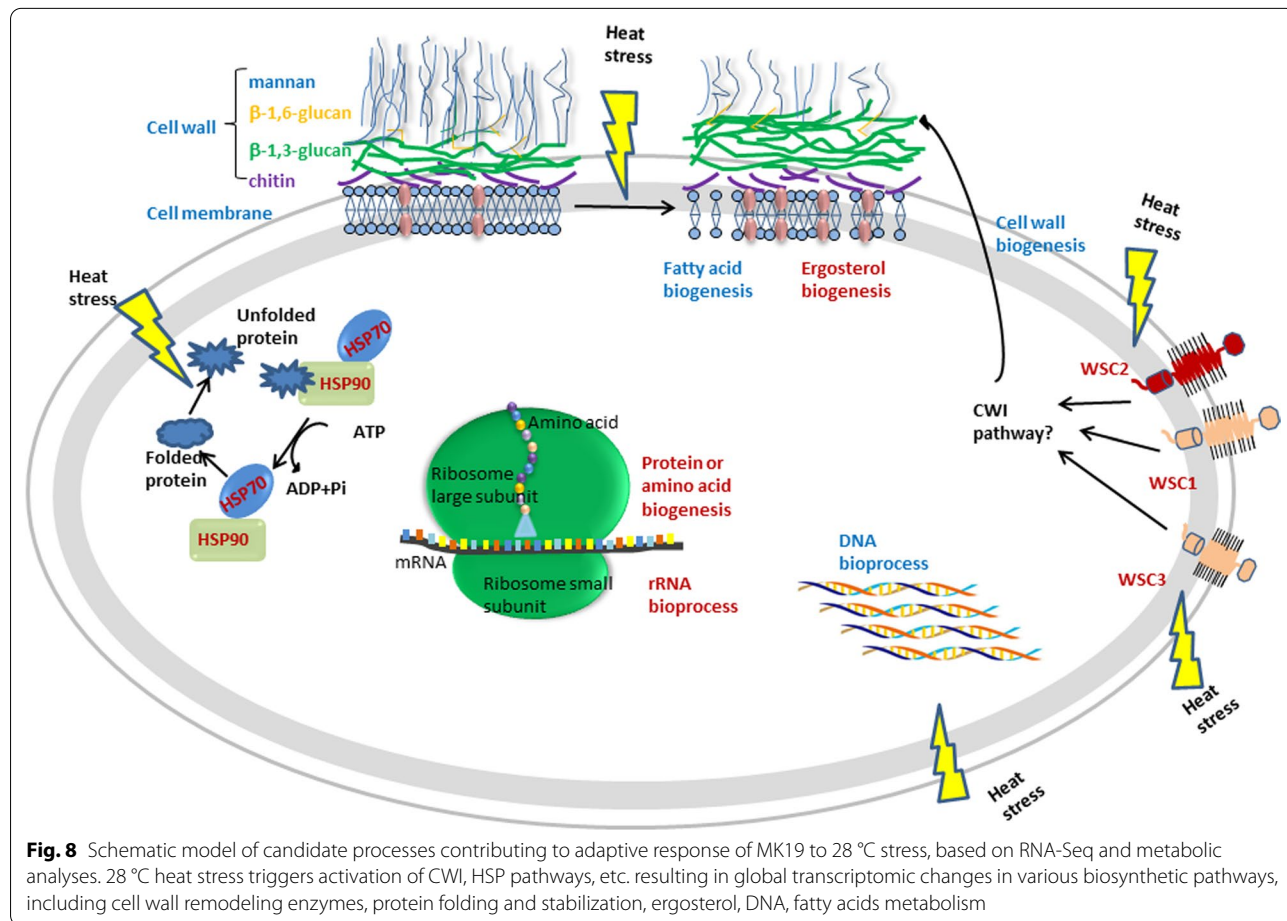 Heat
stress
mannan
β-1,6-glucan
Cell wall
β-1,3-glucan
chitin
Cell membrane
Fatty acid
biogenesis
Ergosterol
biogenesis
Cell wall
biogenesis
Heat
stress
Heat
stress
Unfolded
protein
HSP70
HSP90
ATP
ADP+Pi
Folded
protein
HSP70
HSP90
Amino acid
Ribosome
large subunit
mRNA
Ribosome small
subunit
Protein or
amino acid
biogenesis
rRNA
bioprocess
DNA
bioprocess
CWI
pathway?
WSC2
WSC1
WSC3
Heat
stress
Heat
stress
Fig. 8 Schematic model of candidate processes contributing to adaptive response of MK19 to 28 °C stress, based on RNA-Seq and metabolic
analyses. 28 °C heat stress triggers activation of CWI, HSP pathways, etc. resulting in global transcriptomic changes in various biosynthetic pathways,
including cell wall remodeling enzymes, protein folding and stabilization, ergosterol, DNA, fatty acids metabolism